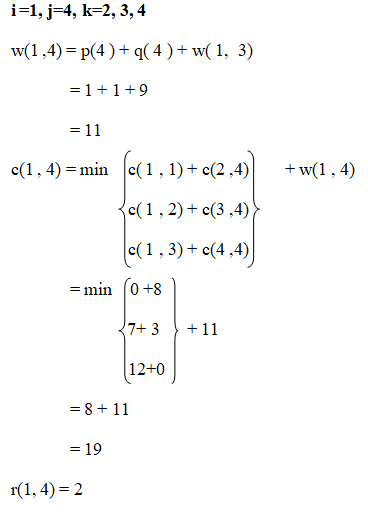 i=1, j=4, k=2, 3, 4
w(1 ,4) = p(4 ) + q( 4 ) + w( 1, 3)
= 1 + 1 + 9
= 11
c(1 , 4) = min { c( 1 , 1) + c(2 ,4) } + w(1 , 4)
c( 1 , 2) + c(3 ,4)
c( 1 , 3) + c(4 ,4)
= min { 0 +8
7+ 3 } + 11
12+0
= 8 + 11
= 19
r(1, 4) = 2